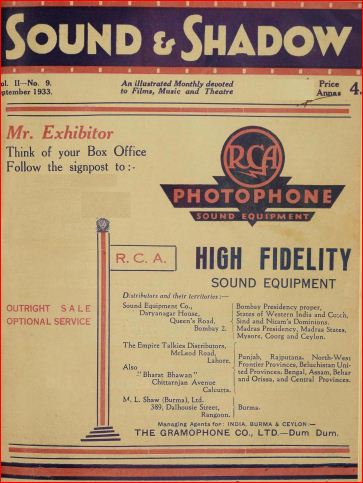 SOUND & SHADOW
Vol. II—No. 9.
September 1933.
An illustrated Monthly devoted
to Films, Music and Theatre
Price
Annas 4.
Mr. Exhibitor
Think of your Box Office
Follow the signpost to :-
RCA
PHOTOPHONE
SOUND EQUIPMENT
R. C. A.
HIGH FIDELITY
SOUND EQUIPMENT
OUTRIGHT SALE
OPTIONAL SERVICE
Distributors and their territories :—
Sound Equipment Co.,
Daryanagar House,
Queen's Road,
Bombay 2.
Bombay Presidency proper,
States of Western India and Cutch,
Sind and Nizam's Dominions.
Madras Presidency, Madras States,
Mysore, Coorg and Ceylon.
The Empire Talkies Distributors,
McLeod Road,
Lahore.
Also
"Bharat Bhawan"
Chittarnjan Avenue
Calcutta.
Punjab, Rajputana, North-West
Frontier Provinces, Beluchistan Uni-
ted Provinces, Bengal, Assam, Behar
and Orissa, and Central Provinces.
M. L. Shaw (Burma) Ltd.
389, Dalhousie Street,
Rangoon.
Burma.
Managing Agents for: INDIA, BURMA & CEYLON:—
THE GRAMOPHONE CO., LTD.—Dum Dum.